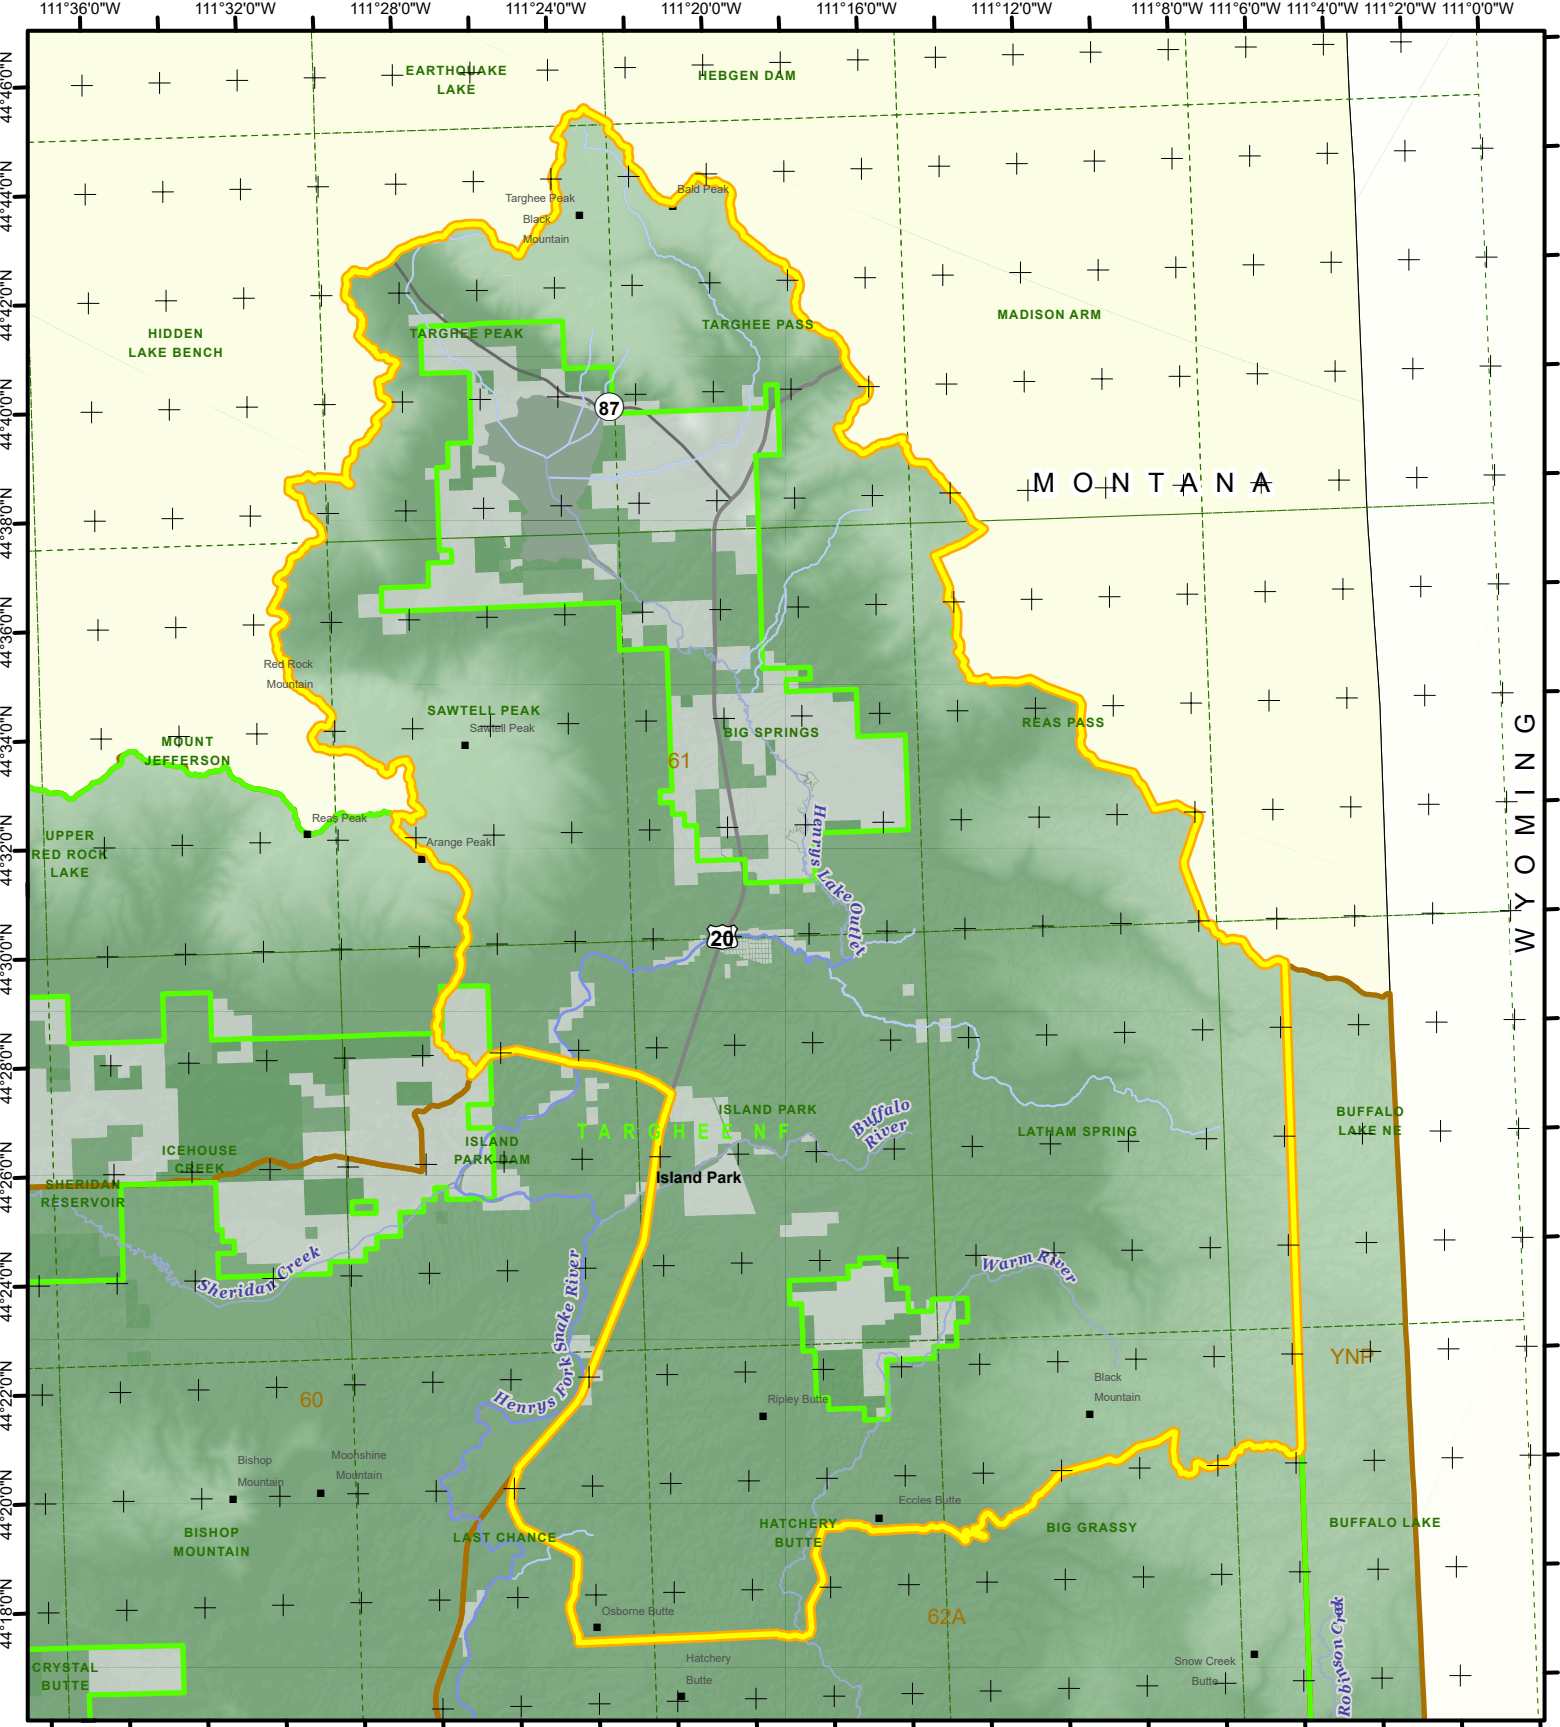 111°36'0"W
111°32'0"W
111°28'0"W
111°24'0"W
111°20'0"W
111°16'0"W
111°12'0"W
111°8'0"W
111°6'0"W
111°4'0"W
111°2'0"W
111°0'0"W
44°46'0"N
44°44'0"N
44°42'0"N
44°40'0"N
44°38'0"N
44°36'0"N
44°34'0"N
44°32'0"N
44°30'0"N
44°28'0"N
44°26'0"N
44°24'0"N
44°22'0"N
44°20'0"N
44°18'0"N
EARTHQUAKE
LAKE
HEBGEN DAM
Targhee Peak
Black
Mountain
Bald Peak
HIDDEN
LAKE BENCH
TARGHEE PEAK
TARGHEE PASS
MADISON ARM
87
MONTANA
WYOMING
Red Rock
Mountain
SAWTELL PEAK
Sawtell Peak
61
BIG SPRINGS
REAS PASS
MOUNT
JEFFERSON
Reas Peak
Arange Peak
UPPER
RED ROCK
LAKE
Henrys Lake Outlet
20
ISLAND PARK
TARGHEE NF
Buffalo
River
LATHAM SPRING
BUFFALO
LAKE NE
ICEHOUSE
CREEK
ISLAND
PARK DAM
Island Park
SHERIDAN
RESERVOIR
Sheridan Creek
Henrys Fork Snake River
Warm River
60
YNP
Ripley Butte
Black
Mountain
Bishop
Mountain
Moonshine
Mountain
BISHOP
MOUNTAIN
LAST CHANCE
HATCHERY
BUTTE
Eccles Butte
BIG GRASSY
BUFFALO LAKE
Osborne Butte
62A
Hatchery
Butte
Snow Creek
Butte
Robinson Creek
CRYSTAL
BUTTE